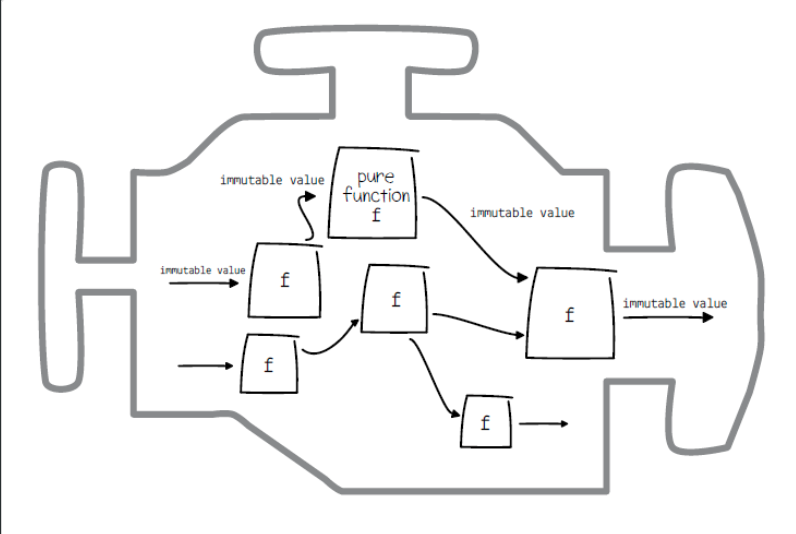 immutable value
pure
function
f
immutable value
immutable value
f
f
immutable value
f
f
f